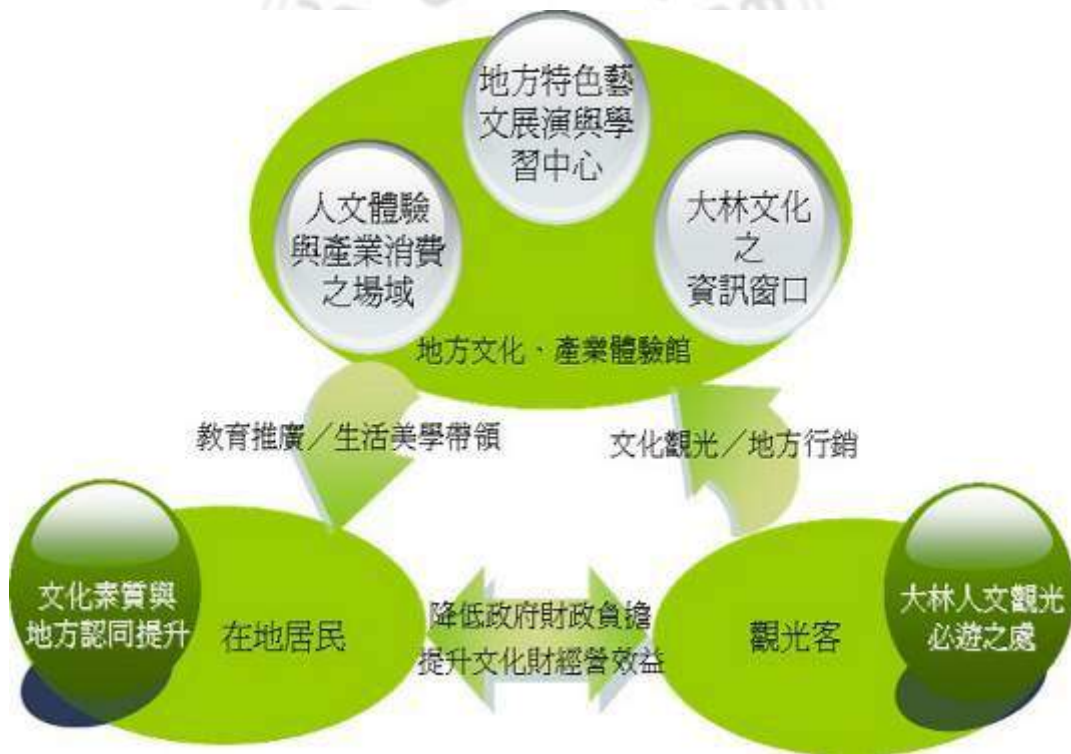 地方特色藝
文展演與學
習中心
人文體驗
與產業消費
之場域
大林文化
之
資訊窗口
地方文化、產業體驗館
教育推廣／生活美學帶領
文化觀光／地方行銷
文化素質與
地方認同提升
在地居民
降低政府財政負擔
提升文化財經營效益
觀光客
大林人文觀光
必遊之處